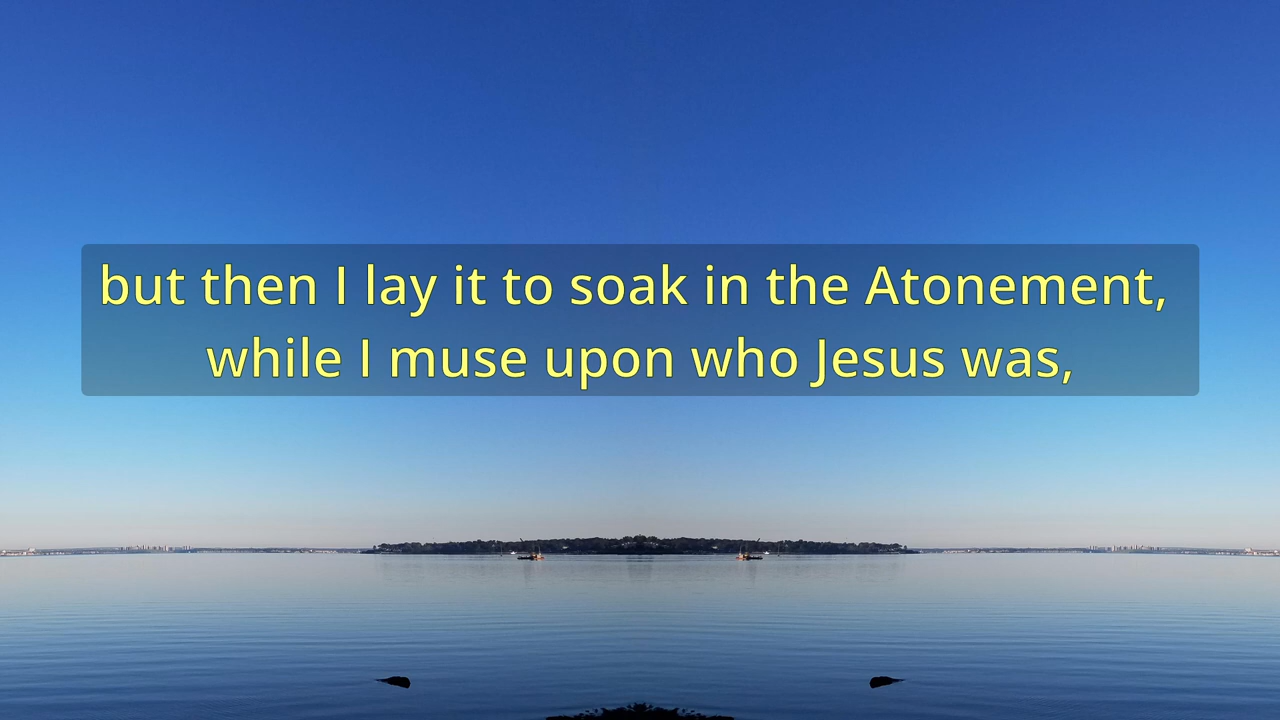 but then I lay it to soak in the Atonement,
while I muse upon who Jesus was,